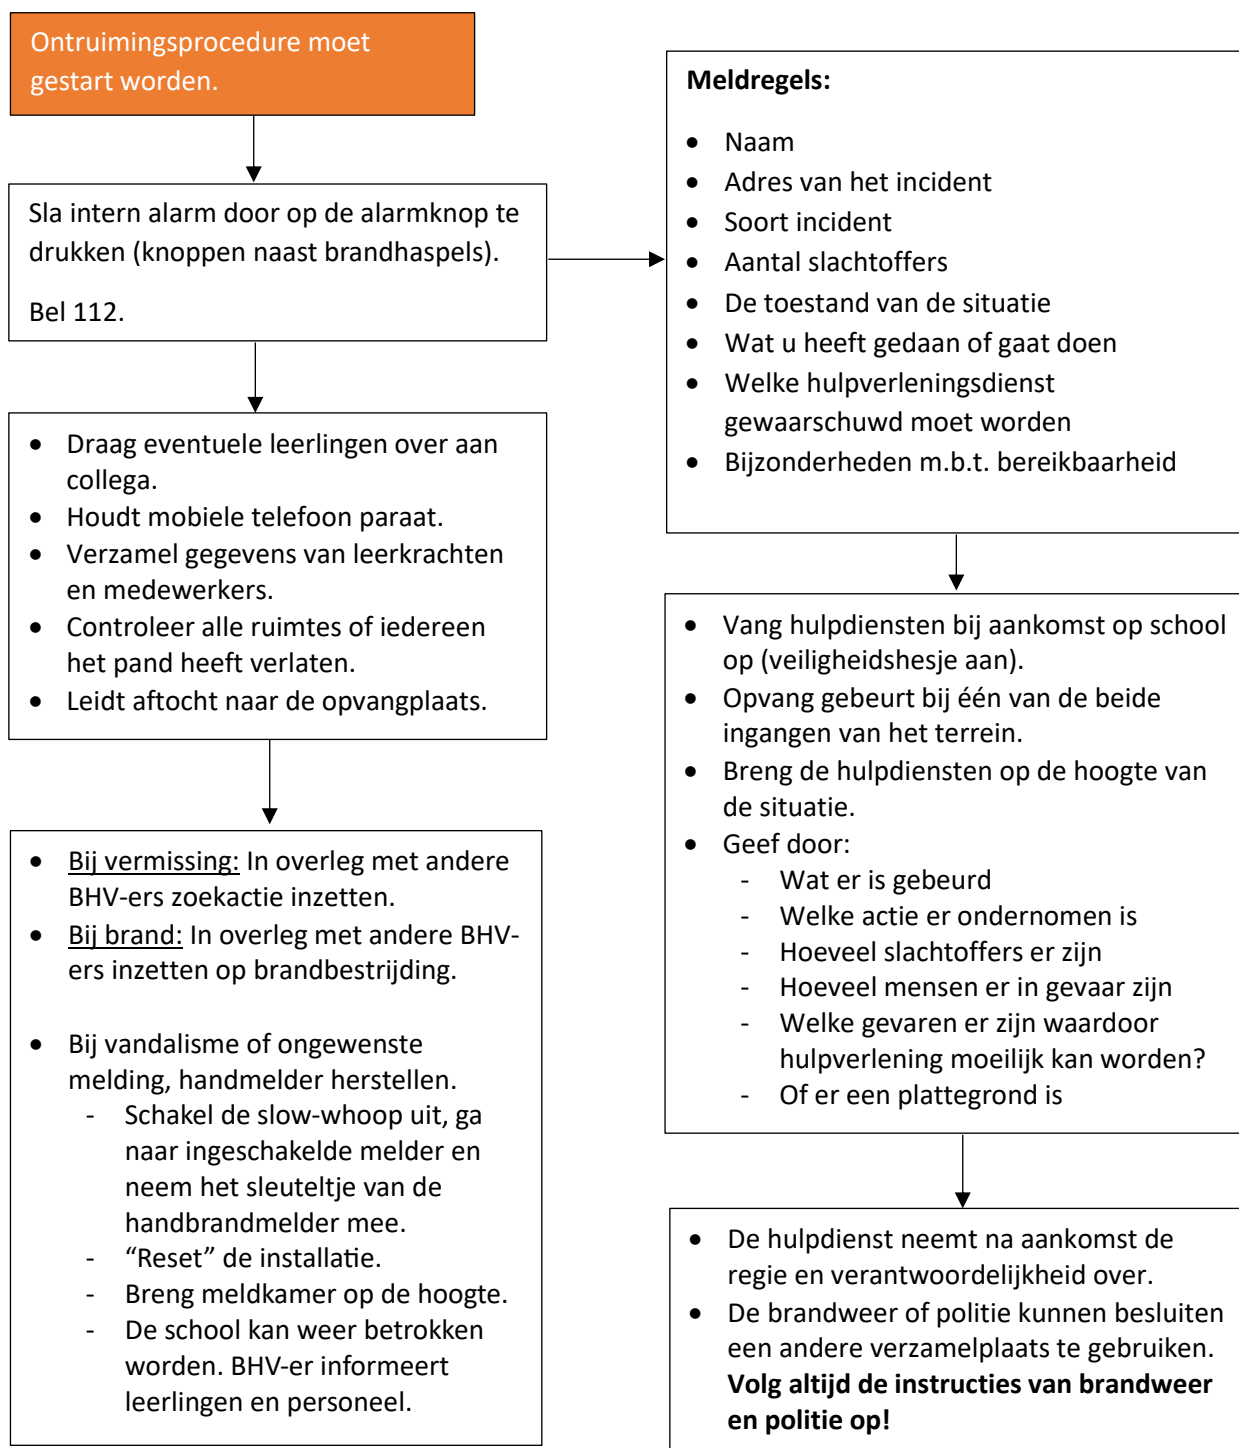 Ontruimingsprocedure moet
gestart worden.
Sla intern alarm door op de alarmknop te
drukken (knoppen naast brandhaspels).
Bel 112.
• Draag eventuele leerlingen over aan
collega.
• Houdt mobiele telefoon paraat.
• Verzamel gegevens van leerkrachten
en medewerkers.
• Controleer alle ruimtes of iedereen
het pand heeft verlaten.
• Leidt aftocht naar de opvangplaats.
• Bij vermissing: In overleg met andere
BHV-ers zoekactie inzetten.
• Bij brand: In overleg met andere BHV-
ers inzetten op brandbestrijding.
• Bij vandalisme of ongewenste
melding, handmelder herstellen.
- Schakel de slow-whoop uit, ga
naar ingeschakelde melder en
neem het sleuteltje van de
handbrandmelder mee.
- “Reset” de installatie.
- Breng meldkamer op de hoogte.
- De school kan weer betrokken
worden. BHV-er informeert
leerlingen en personeel.
Meldregels:
• Naam
• Adres van het incident
• Soort incident
• Aantal slachtoffers
• De toestand van de situatie
• Wat u heeft gedaan of gaat doen
• Welke hulpverleningsdienst
gewaarschuwd moet worden
• Bijzonderheden m.b.t. bereikbaarheid
• Vang hulpdiensten bij aankomst op school
op (veiligheidshesje aan).
• Opvang gebeurt bij één van de beide
ingangen van het terrein.
• Breng de hulpdiensten op de hoogte van
de situatie.
• Geef door:
- Wat er is gebeurd
- Welke actie er ondernomen is
- Hoeveel slachtoffers er zijn
- Hoeveel mensen er in gevaar zijn
- Welke gevaren er zijn waardoor
hulpverlening moeilijk kan worden?
- Of er een plattegrond is
• De hulpdienst neemt na aankomst de
regie en verantwoordelijkheid over.
• De brandweer of politie kunnen besluiten
een andere verzamelplaats te gebruiken.
Volg altijd de instructies van brandweer
en politie op!